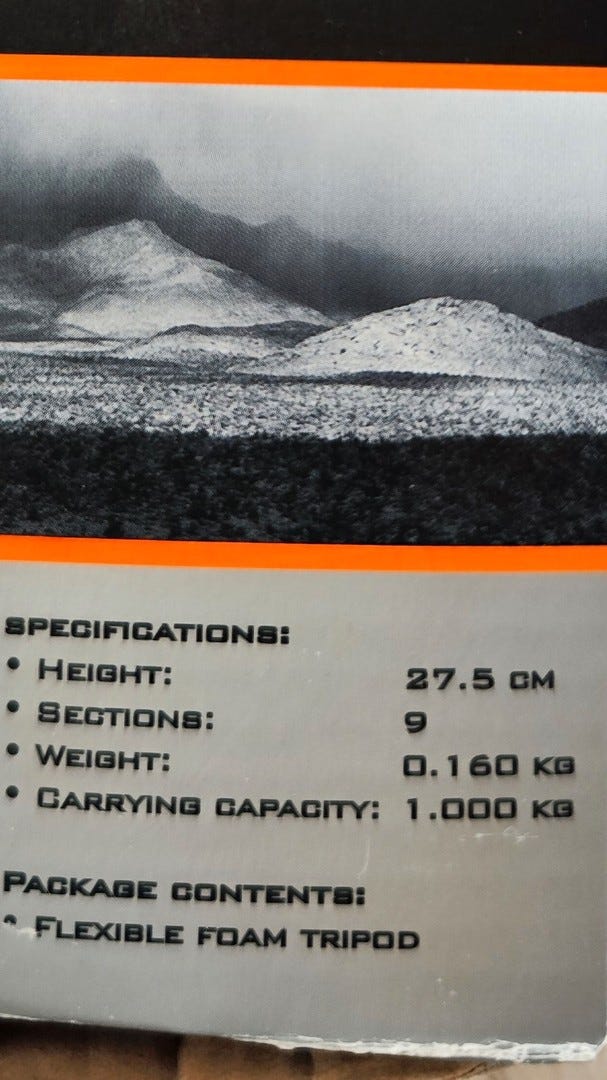 SPECIFICATIONS:
• HEIGHT: 27.5 CM
• SECTIONS: 9
• WEIGHT: 0.160 KG
• CARRYING CAPACITY: 1.000 KG
PACKAGE CONTENTS:
• FLEXIBLE FOAM TRIPOD